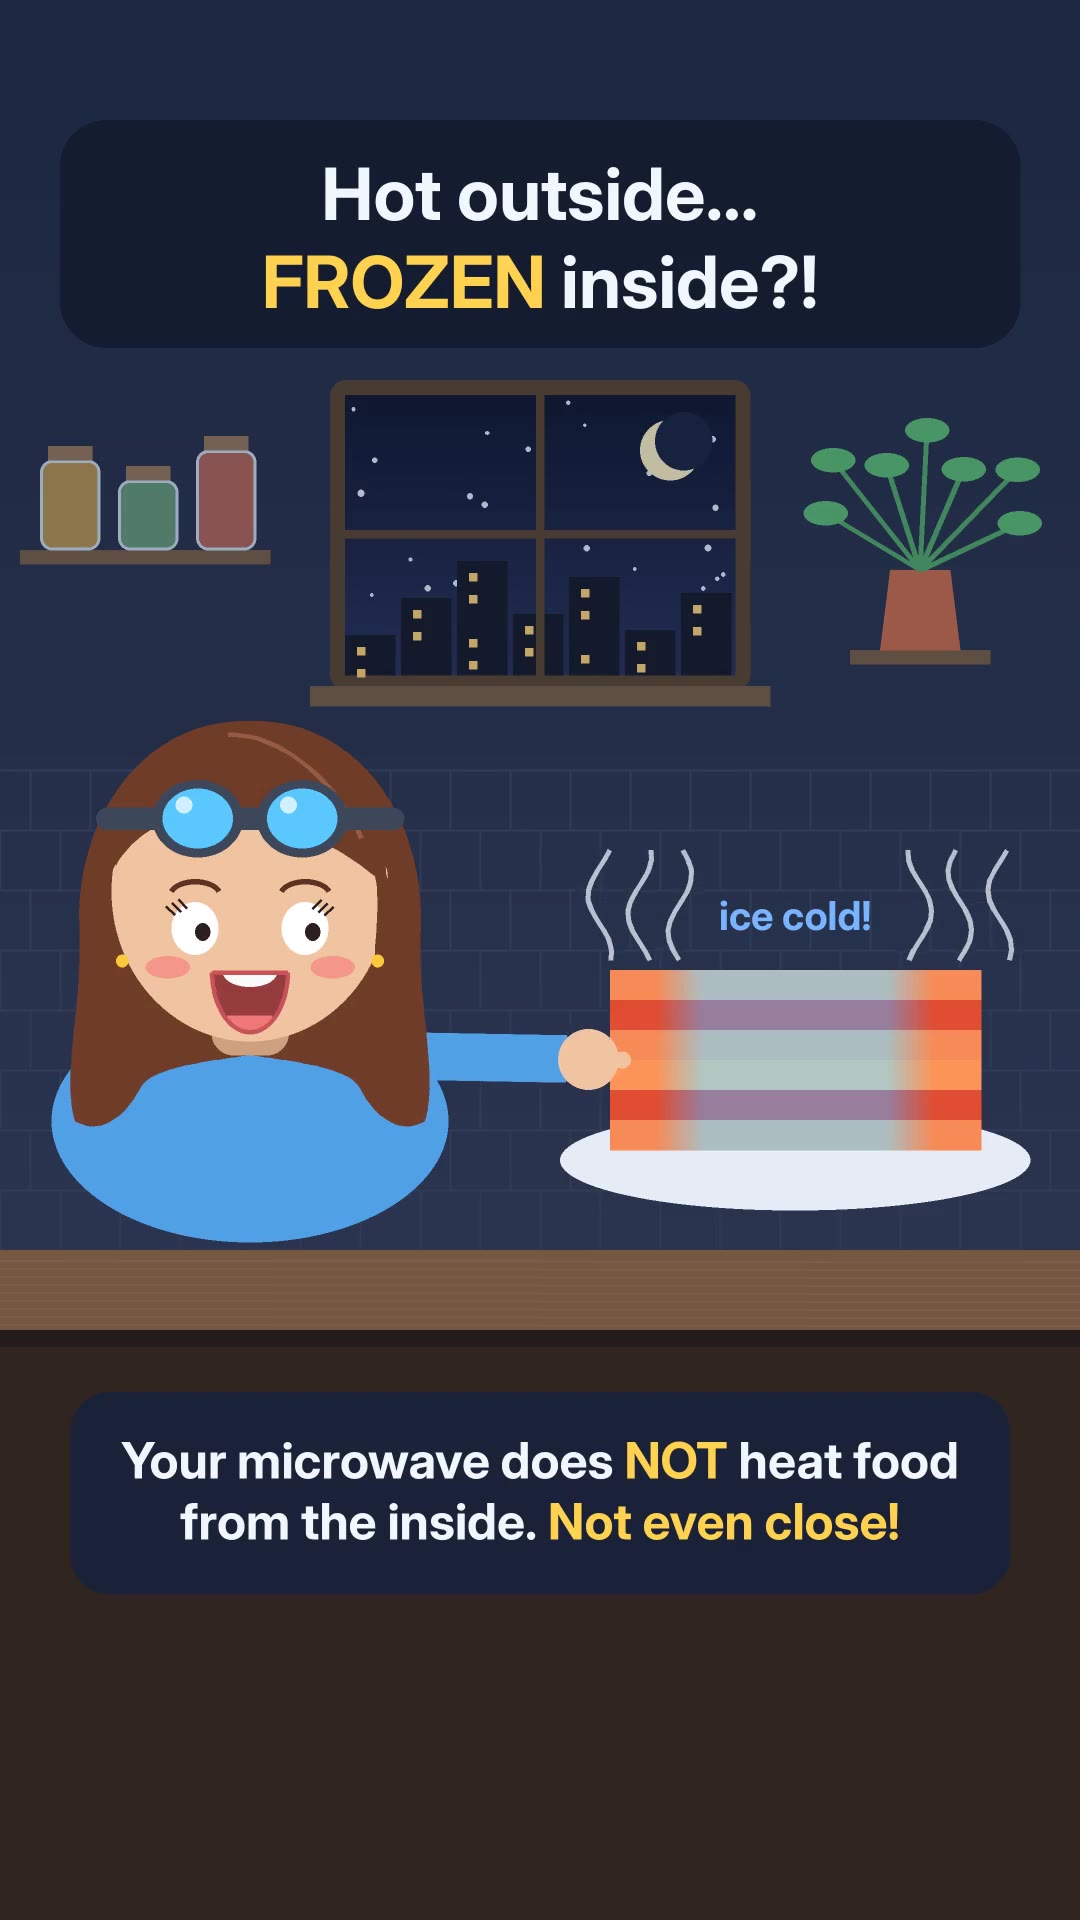 Hot outside...
FROZEN inside?!
ice cold!
Your microwave does NOT heat food
from the inside. Not even close!